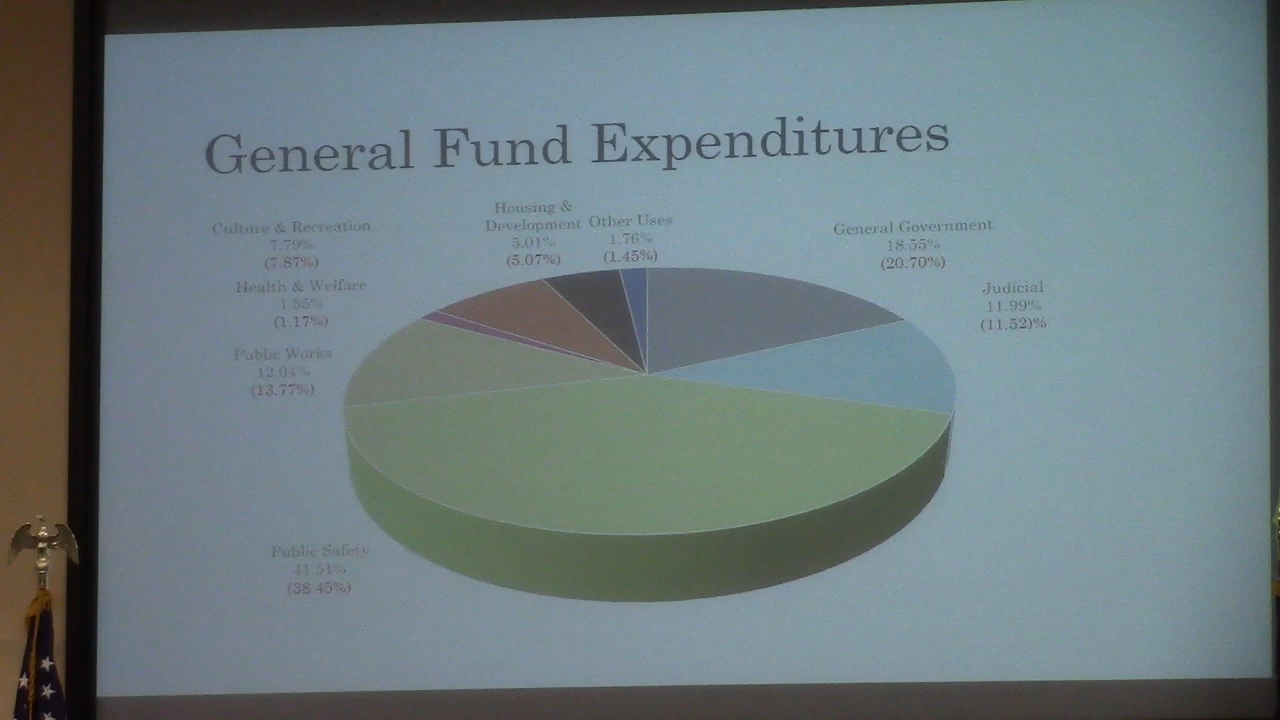 General Fund Expenditures
Housing &
Development
5.01%
(5.07%)
Other Uses
1.76%
(1.45%)
Culture & Recreation
7.79%
(7.87%)
General Government
18.55%
(20.70%)
Health & Welfare
1.35%
(1.17%)
Judicial
11.99%
(11.52)%
Public Works
12.04%
(13.77%)
Public Safety
41.51%
(38.45%)